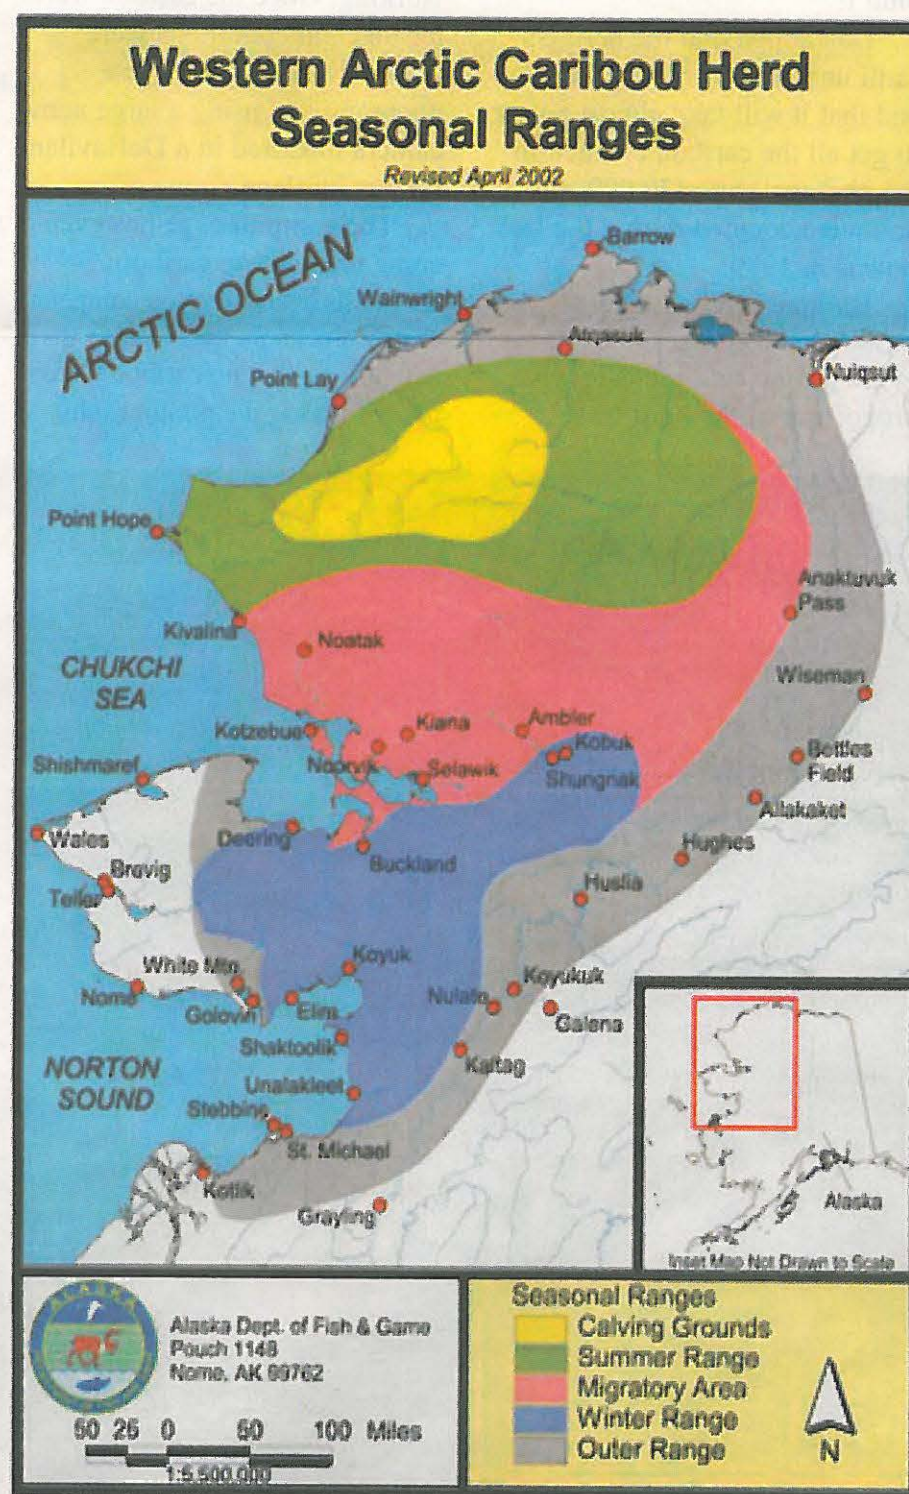 Western Arctic Caribou Herd
Seasonal Ranges
Revised April 2002
ARCTIC OCEAN
Barrow
Wainwright
Atqasuk
Point Lay
Nuiqsut
Point Hope
Anaktuvuk
Pass
Kivalina
Noatak
CHUKCHI
SEA
Wiseman
Kotzebue
Kiana
Ambler
Kobuk
Noorvik
Selawik
Shungnak
Bettles
Field
Shishmaref
Allakaket
Wales
Deering
Buckland
Hughes
Brevig
Teller
Huslia
White Mtn
Koyuk
Nome
Golovin
Elim
Koyukuk
Nulato
Galena
Shaktoolik
Kaltag
NORTON
SOUND
Unalakleet
Stebbins
St. Michael
Kotlik
Grayling
Alaska
Inset Map Not Drawn to Scale
ALASKA
Alaska Dept. of Fish & Game
Pouch 1148
Nome, AK 99762
50 25 0 50 100 Miles
1:5,500,000
Seasonal Ranges
Calving Grounds
Summer Range
Migratory Area
Winter Range
Outer Range
N